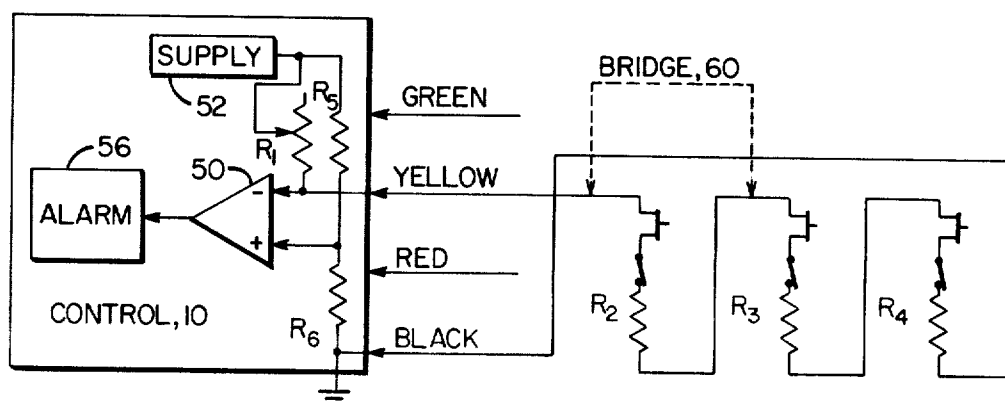 SUPPLY
52
BRIDGE, 60
R5
GREEN
56
50
R1
YELLOW
ALARM
-
+
RED
R2
R3
R4
CONTROL, 10
R6
BLACK